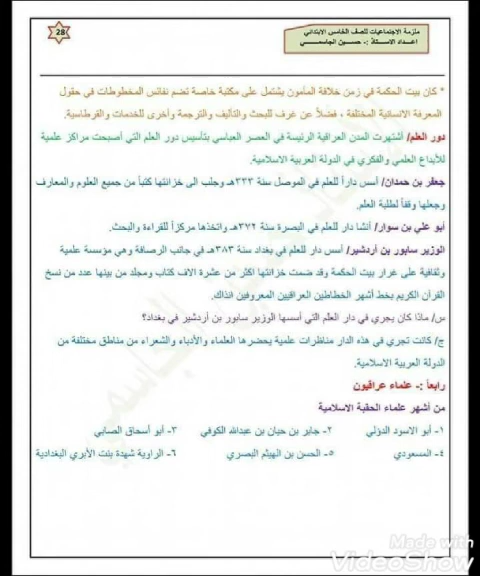 28
ملزمة الاجتماعيات للصف الخامس الابتدائي
اعداد الاستاذ :- حسين الجاسمي
* كان بيت الحكمة في زمن خلافة المأمون يشتمل على مكتبة خاصة تضم نفائس المخطوطات في حقول
المعرفة الانسانية المختلفة ، فضلاً عن غرف للبحث والتأليف والترجمة وأخرى للخدمات والقرطاسية.
دور العلم/ أشتهرت المدن العراقية الرئيسة في العصر العباسي بتأسيس دور العلم التي أصبحت مراكز علمية
للأبداع العلمي والفكري في الدولة العربية الاسلامية.
جعفر بن حمدان/ أسس داراً للعلم في الموصل سنة ٣٣٣هـ وجلب الى خزانتها كتباً من جميع العلوم والمعارف
وجعلها وقفاً لطلبة العلم.
أبو علي بن سوار/ أنشا دار للعلم في البصرة سنة ٣٧٢هـ واتخذها مركزاً للقراءة والبحث.
الوزير سابور بن أردشير/ أسس دار للعلم في بغداد سنة ٣٨٣هـ في جانب الرصافة وهي مؤسسة علمية
وثقافية على غرار بيت الحكمة وقد ضمت خزانتها اكثر من عشرة الاف كتاب ومجلد من بينها عدد من نسخ
القرآن الكريم بخط أشهر الخطاطين العراقيين المعروفين انذاك.
س/ ماذا كان يجري في دار العلم التي أسسها الوزير سابور بن أردشير في بغداد؟
ج/ كانت تجري في هذه الدار مناظرات علمية يحضرها العلماء والأدباء والشعراء من مناطق مختلفة من
الدولة العربية الاسلامية.
رابعاً :- علماء عراقيون
من أشهر علماء الحقبة الاسلامية
١- أبو الاسود الدؤلي ٢- جابر بن حيان بن عبدالله الكوفي ٣- أبو أسحاق الصابي
٤- المسعودي ٥- الحسن بن الهيثم البصري ٦- الراوية شهدة بنت الأبري البغدادية
Made with
VideoShow